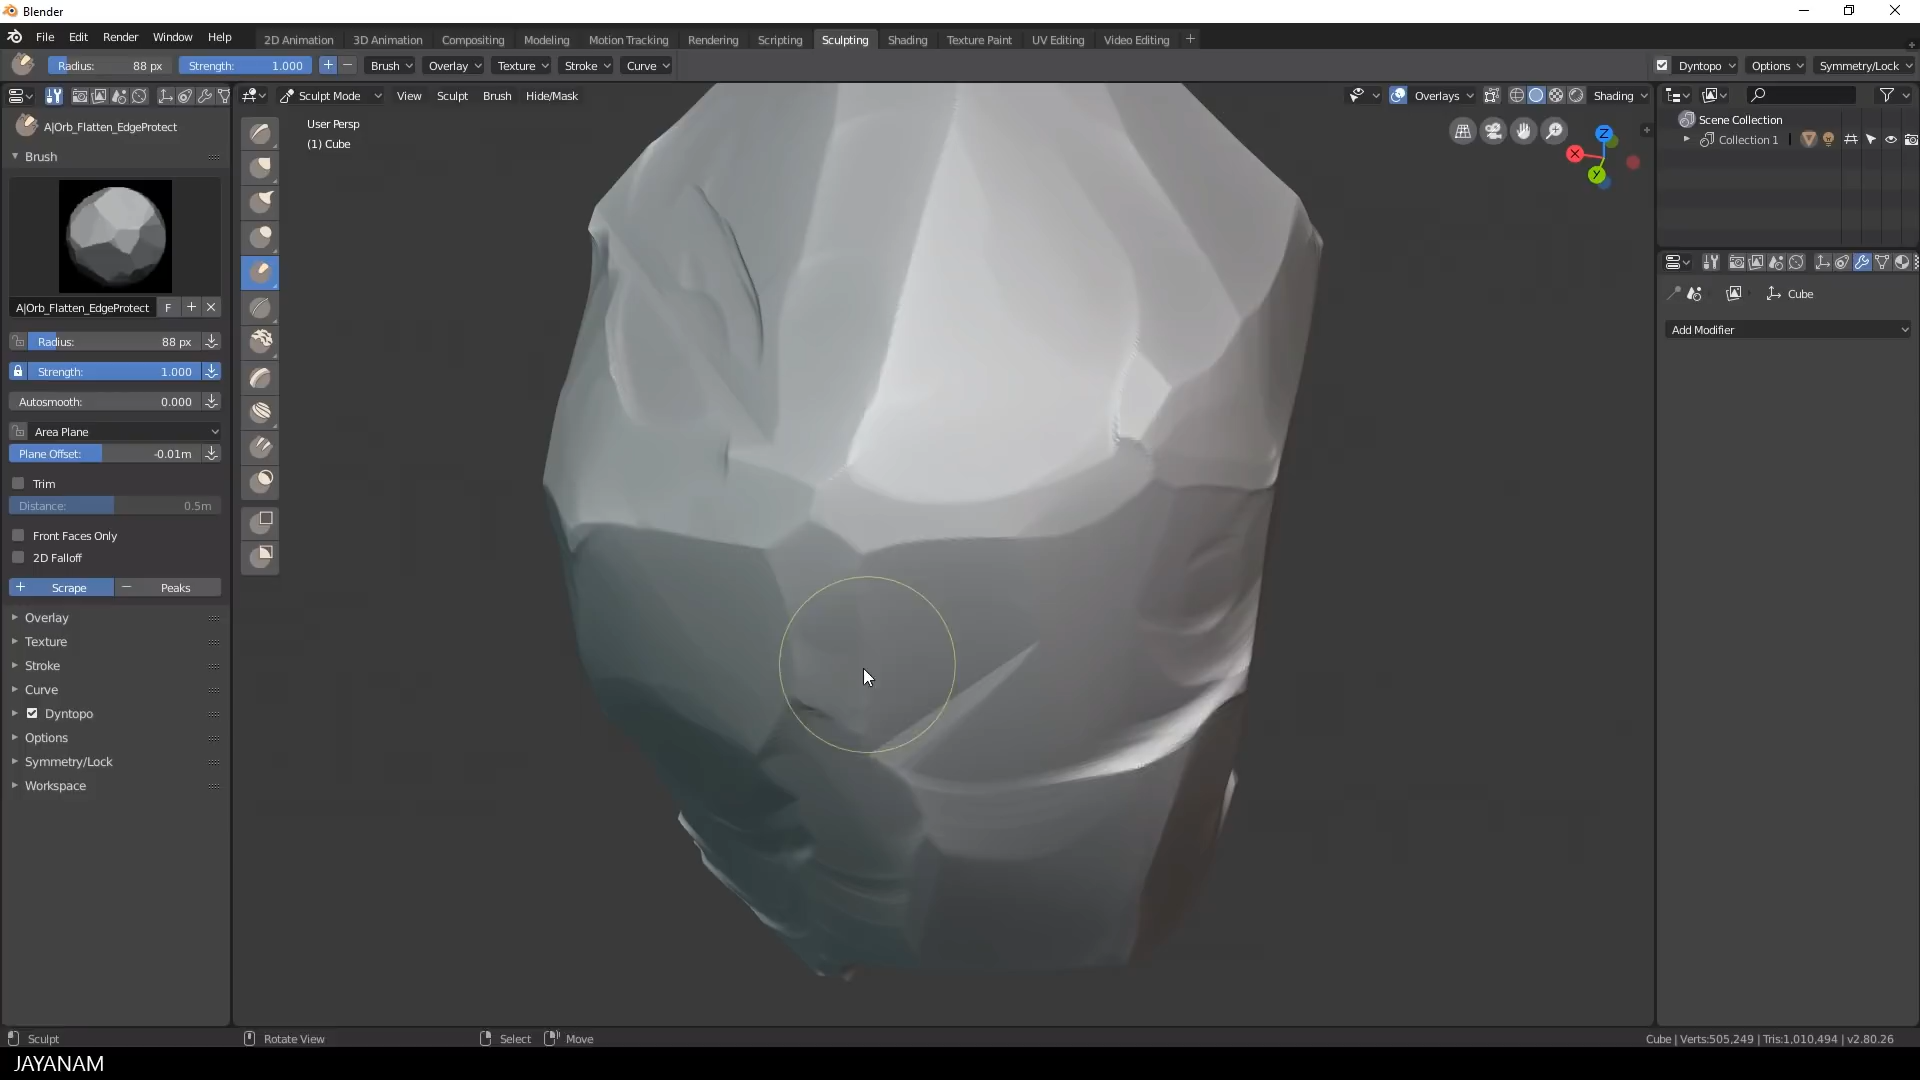 Blender
File Edit Render Window Help 2D Animation 3D Animation Compositing Modeling Motion Tracking Rendering Scripting Sculpting Shading Texture Paint UV Editing Video Editing +
Radius: 88 px Strength: 1.000 + − Brush Overlay Texture Stroke Curve Dyntopo Options Symmetry/Lock
Sculpt Mode View Sculpt Brush Hide/Mask Overlays Shading
User Persp
(1) Cube
Z
X
Y
A|Orb_Flatten_EdgeProtect
Brush
A|Orb_Flatten_EdgeProtect F
Radius: 88 px
Strength: 1.000
Autosmooth: 0.000
Area Plane
Plane Offset: -0.01m
Trim
Distance: 0.5m
Front Faces Only
2D Falloff
+ Scrape − Peaks
Overlay
Texture
Stroke
Curve
Dyntopo
Options
Symmetry/Lock
Workspace
Scene Collection
Collection 1
Cube
Add Modifier
Sculpt Rotate View Select Move Cube | Verts:505,249 | Tris:1,010,494 | v2.80.26
JAYANAM